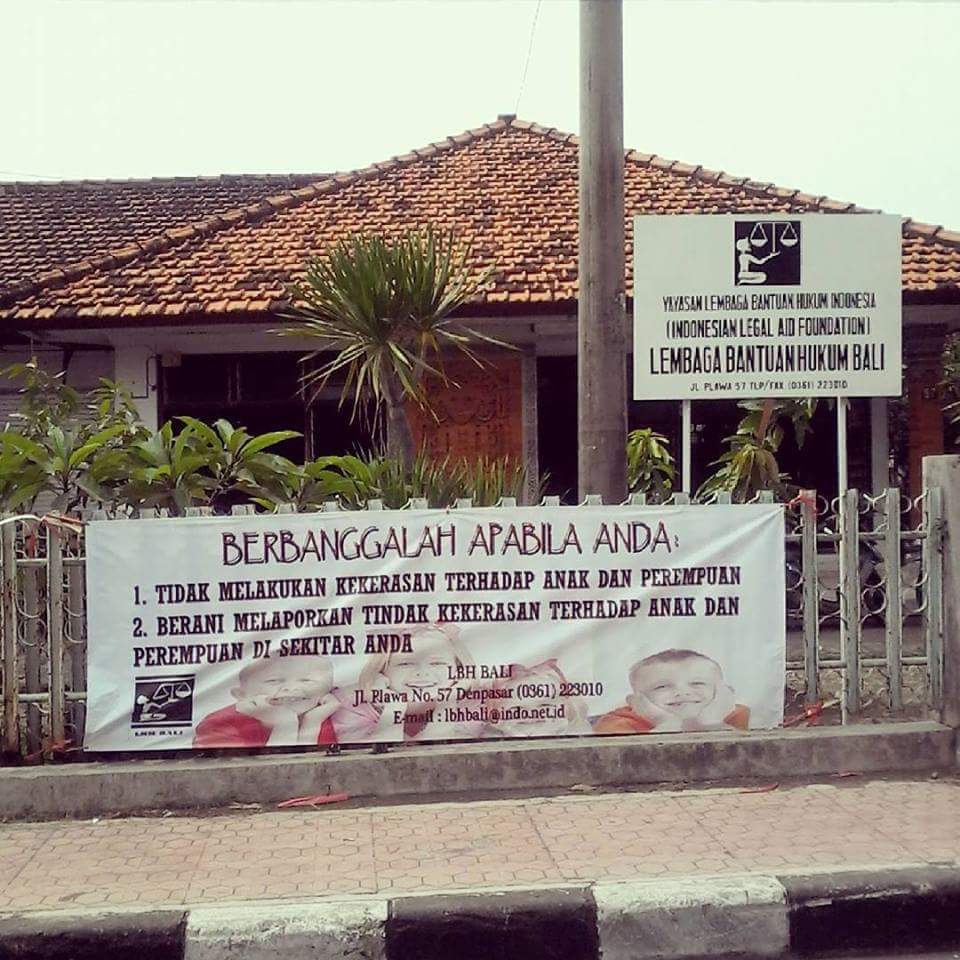 YAYASAN LEMBAGA BANTUAN HUKUM INDONESIA
(INDONESIAN LEGAL AID FOUNDATION)
LEMBAGA BANTUAN HUKUM BALI
JL. PLAWA 57 TLP/FAX (0361) 223010
BERBANGGALAH APABILA ANDA:
1. TIDAK MELAKUKAN KEKERASAN TERHADAP ANAK DAN PEREMPUAN
2. BERANI MELAPORKAN TINDAK KEKERASAN TERHADAP ANAK DAN
PEREMPUAN DI SEKITAR ANDA
LBH BALI
Jl. Plawa No. 57 Denpasar (0361) 223010
E-mail : lbhbali@indo.net.id
LBH BALI